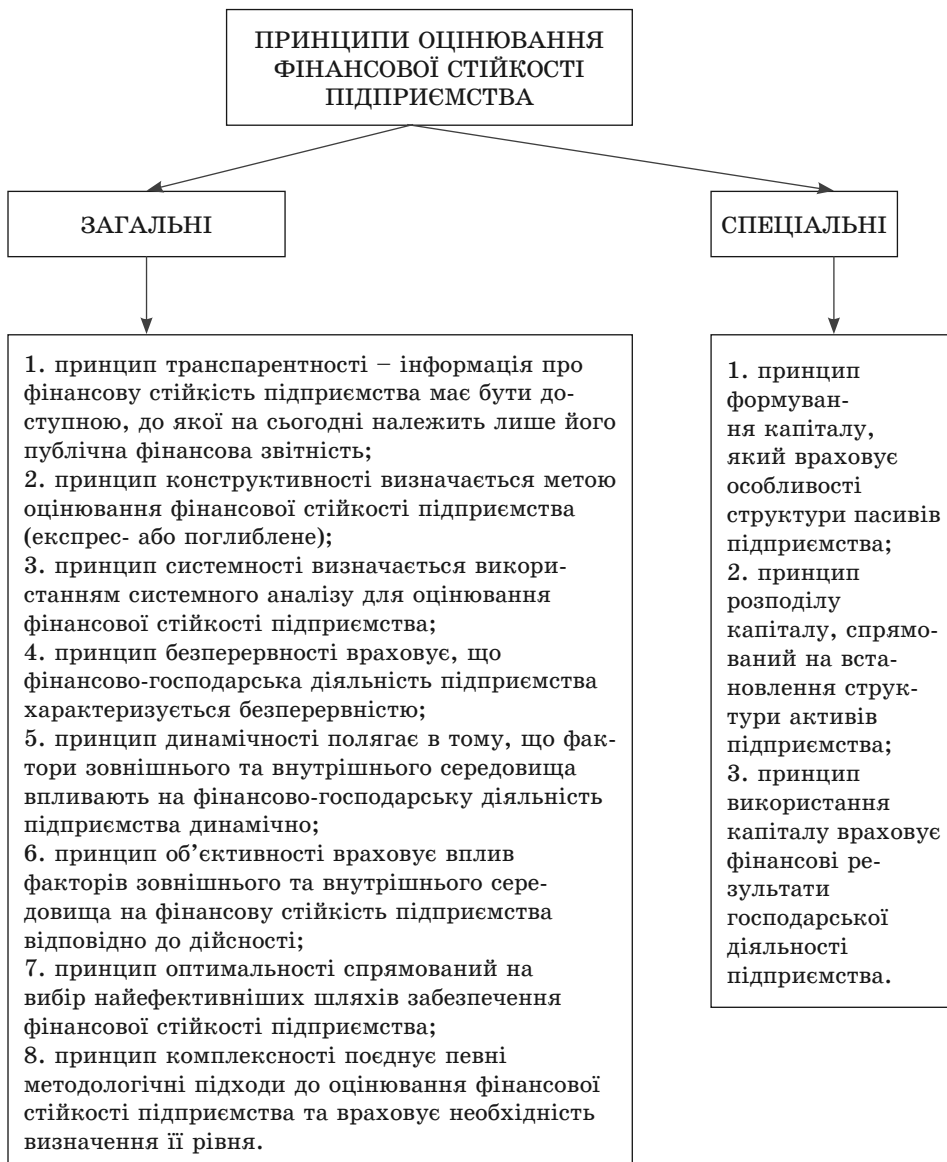 ПРИНЦИПИ ОЦІНЮВАННЯ
ФІНАНСОВОЇ СТІЙКОСТІ
ПІДПРИЄМСТВА
ЗАГАЛЬНІ
СПЕЦІАЛЬНІ
1. принцип транспарентності – інформація про
фінансову стійкість підприємства має бути до-
ступною, до якої на сьогодні належить лише його
публічна фінансова звітність;
2. принцип конструктивності визначається метою
оцінювання фінансової стійкості підприємства
(експрес- або поглиблене);
3. принцип системності визначається викори-
станням системного аналізу для оцінювання
фінансової стійкості підприємства;
4. принцип безперервності враховує, що
фінансово-господарська діяльність підприємства
характеризується безперервністю;
5. принцип динамічності полягає в тому, що фак-
тори зовнішнього та внутрішнього середовища
впливають на фінансово-господарську діяльність
підприємства динамічно;
6. принцип об’єктивності враховує вплив
факторів зовнішнього та внутрішнього сере-
довища на фінансову стійкість підприємства
відповідно до дійсності;
7. принцип оптимальності спрямований на
вибір найефективніших шляхів забезпечення
фінансової стійкості підприємства;
8. принцип комплексності поєднує певні
методологічні підходи до оцінювання фінансової
стійкості підприємства та враховує необхідність
визначення її рівня.
1. принцип
формуван-
ня капіталу,
який враховує
особливості
структури пасивів
підприємства;
2. принцип
розподілу
капіталу, спрямо-
ваний на вста-
новлення струк-
тури активів
підприємства;
3. принцип
використання
капіталу враховує
фінансові ре-
зультати
господарської
діяльності
підприємства.